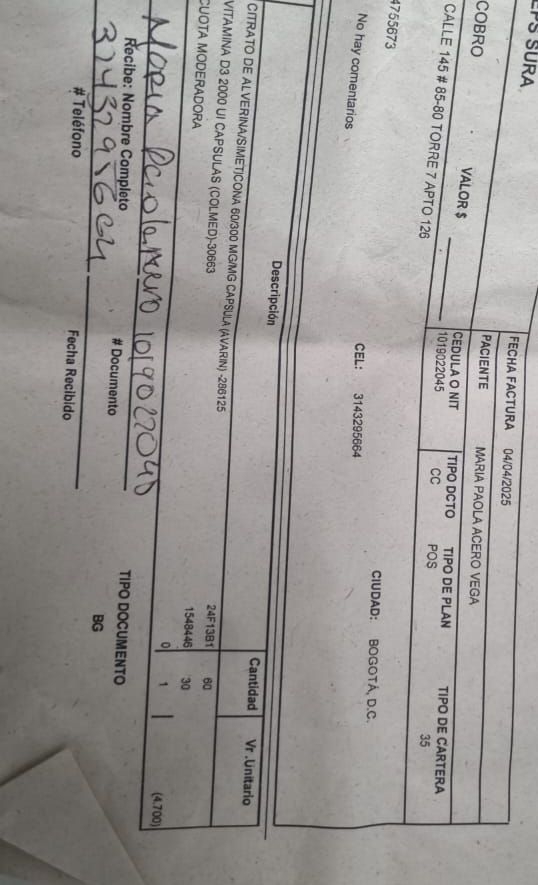 EPS SURA
FECHA FACTURA 04/04/2025
COBRO
PACIENTE MARIA PAOLA ACERO VEGA
VALOR $
CEDULA O NIT TIPO DCTO TIPO DE PLAN TIPO DE CARTERA
CALLE 145 # 85-80 TORRE 7 APTO 126 1019022045 CC POS 35
4755673
No hay comentarios CEL: 3143295664 CIUDAD: BOGOTÁ, D.C.
Descripción Cantidad Vr .Unitario
CITRATO DE ALVERINA/SIMETICONA 60/300 MG/MG CAPSULA (AVARIN) -286125 24F13B1 60
VITAMINA D3 2000 UI CAPSULAS (COLMED)-30663 1548446 30
CUOTA MODERADORA 0 1 (4.700)
Maria Paola Acero 1019022045
Recibe: Nombre Completo # Documento TIPO DOCUMENTO
3143295664 BG
# Teléfono Fecha Recibido